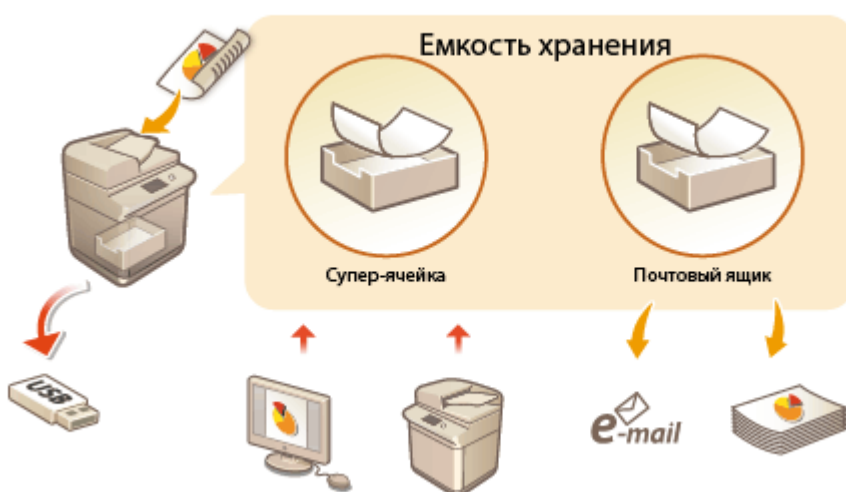 Емкость хранения
Супер-ячейка
Почтовый ящик
USB
e-mail